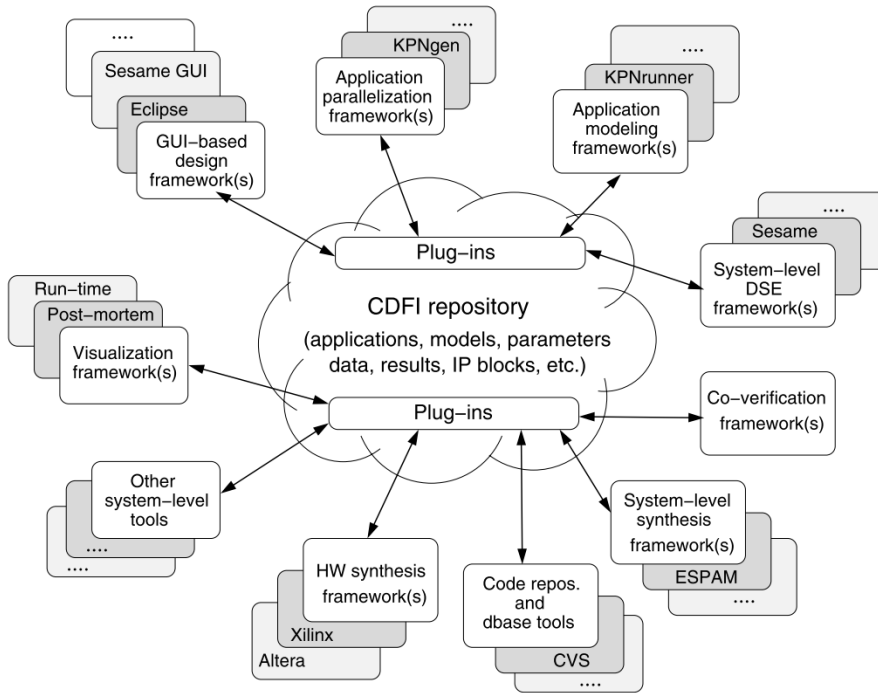 ....
Sesame GUI
Eclipse
GUI−based
design
framework(s)
....
KPNgen
Application
parallelization
framework(s)
....
KPNrunner
Application
modeling
framework(s)
....
Sesame
System−level
DSE
framework(s)
Plug−ins
CDFI repository
(applications, models, parameters
data, results, IP blocks, etc.)
Plug−ins
Run−time
Post−mortem
Visualization
framework(s)
Co−verification
framework(s)
Other
system−level
tools
....
....
HW synthesis
framework(s)
Xilinx
Altera
Code repos.
and
dbase tools
CVS
....
System−level
synthesis
framework(s)
ESPAM
....